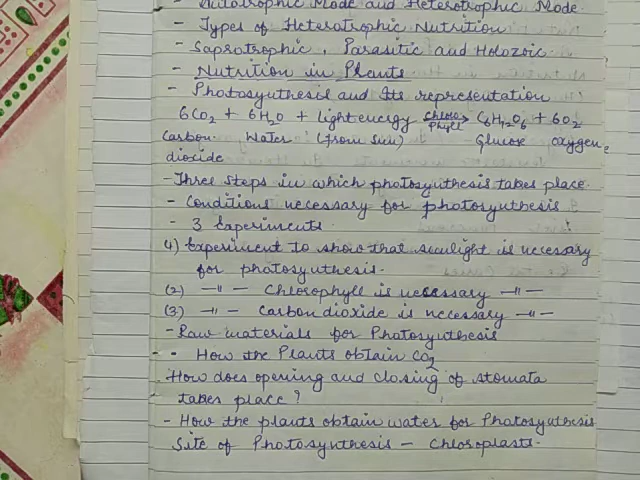 - Autotrophic Mode and Heterotrophic Mode.
- Types of Heterotrophic Nutrition
- Saprotrophic, Parasitic and Holozoic
- Nutrition in Plants
- Photosynthesis and Its representation
6CO2 + 6H2O + lightenergy Chloro phyll → C6H12O6 + 6O2
Carbon Water (from Sun) Glucose oxygen
dioxide
- Three steps in which photosynthesis takes place.
- Conditions necessary for photosynthesis.
- 3 Experiments.
1) Experiment to show that sunlight is necessary
for photosynthesis.
(2) —"— Chlorophyll is necessary —"—
(3) —"— Carbon dioxide is necessary —"—
- Raw materials for Photosynthesis
- • How the Plants obtain CO2
How does opening and closing of stomata
takes place?
- How the plants obtain water for Photosynthesis
Site of Photosynthesis — Chloroplasts.